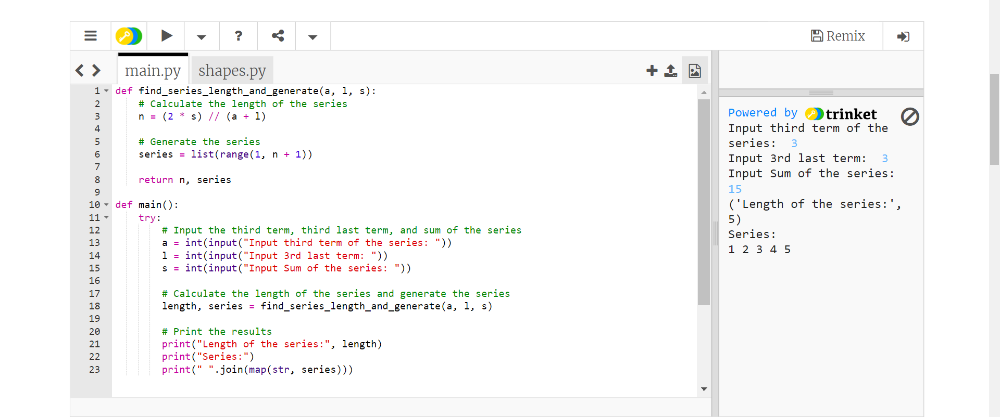 ? Remix
main.py shapes.py
1 def find_series_length_and_generate(a, l, s):
2 # Calculate the length of the series
3 n = (2 * s) // (a + l)
4
5 # Generate the series
6 series = list(range(1, n + 1))
7
8 return n, series
9
10 def main():
11 try:
12 # Input the third term, third last term, and sum of the series
13 a = int(input("Input third term of the series: "))
14 l = int(input("Input 3rd last term: "))
15 s = int(input("Input Sum of the series: "))
16
17 # Calculate the length of the series and generate the series
18 length, series = find_series_length_and_generate(a, l, s)
19
20 # Print the results
21 print("Length of the series:", length)
22 print("Series:")
23 print(" ".join(map(str, series)))
Powered by trinket
Input third term of the
series: 3
Input 3rd last term: 3
Input Sum of the series:
15
('Length of the series:',
5)
Series:
1 2 3 4 5